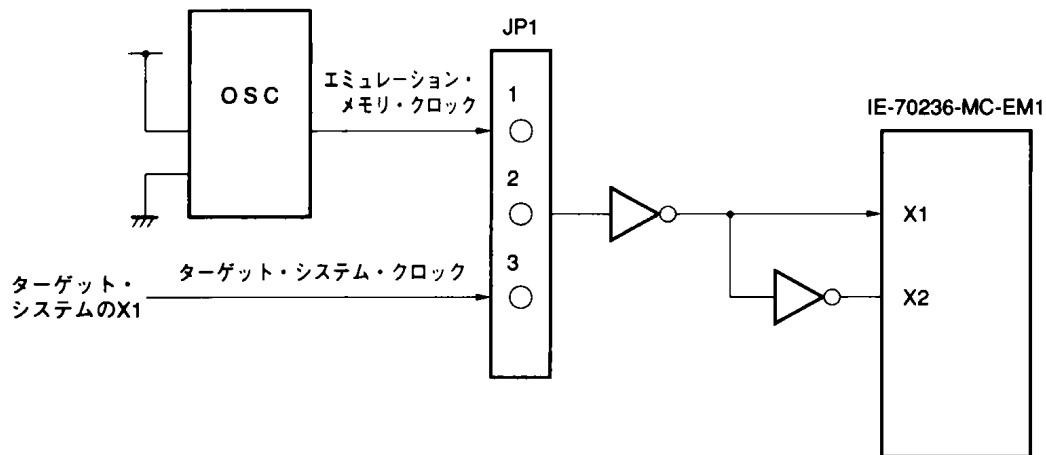 JP1
OSC
エミュレーション・
メモリ・クロック
1
IE-70236-MC-EM1
2
X1
3
ターゲット・システム・クロック
ターゲット・
システムのX1
X2